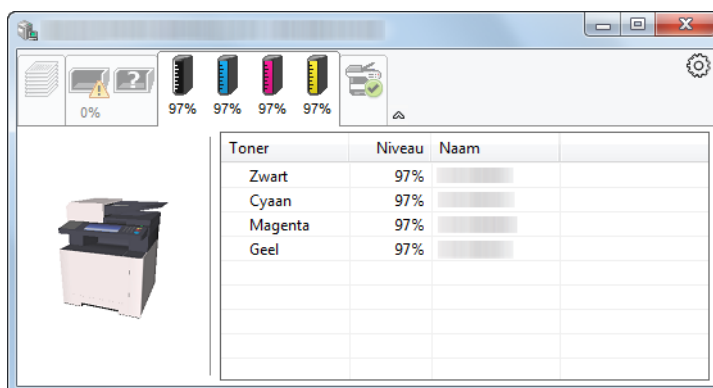 0%
97%
97%
97%
97%
Toner Niveau Naam
Zwart 97%
Cyaan 97%
Magenta 97%
Geel 97%